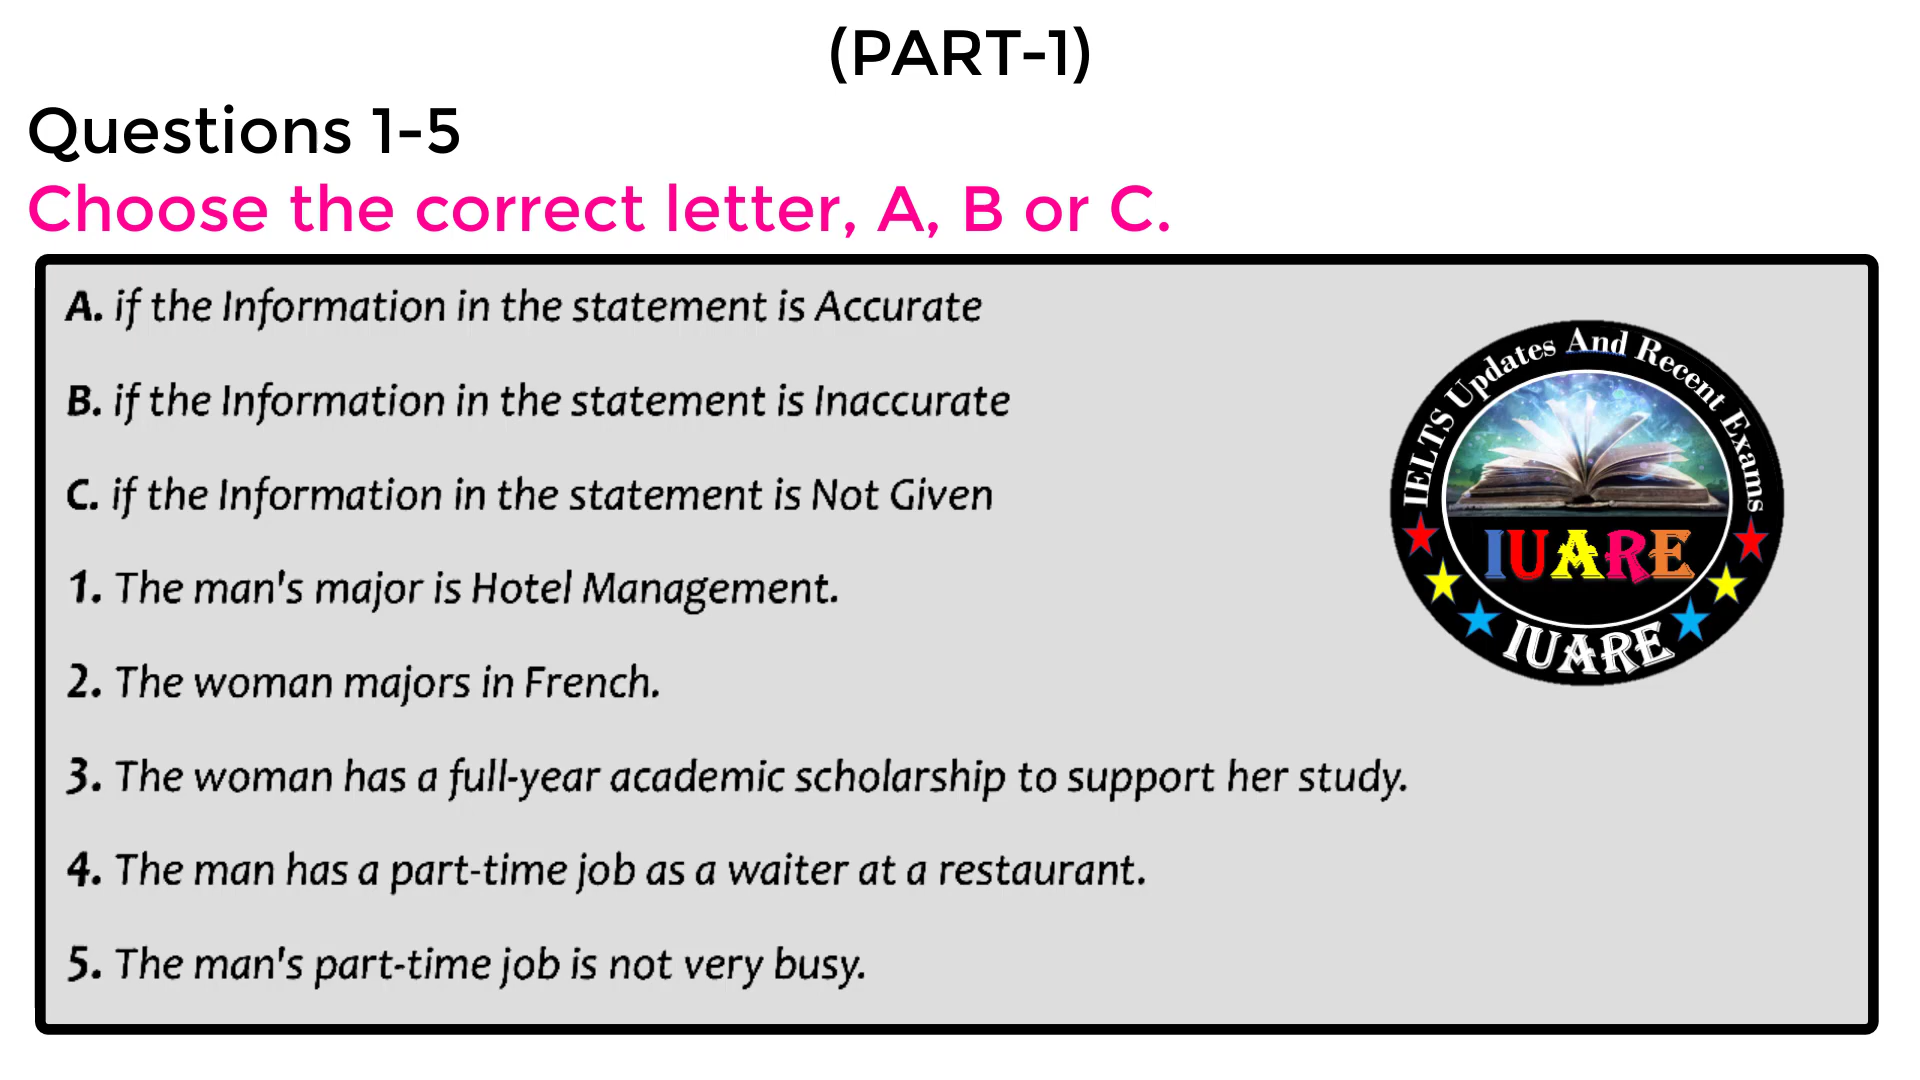 (PART-1)
Questions 1-5
Choose the correct letter, A, B or C.
A. if the Information in the statement is Accurate
B. if the Information in the statement is Inaccurate
C. if the Information in the statement is Not Given
1. The man's major is Hotel Management.
2. The woman majors in French.
3. The woman has a full-year academic scholarship to support her study.
4. The man has a part-time job as a waiter at a restaurant.
5. The man's part-time job is not very busy.
IELTS Updates And Recent Exams
IUARE
IUARE